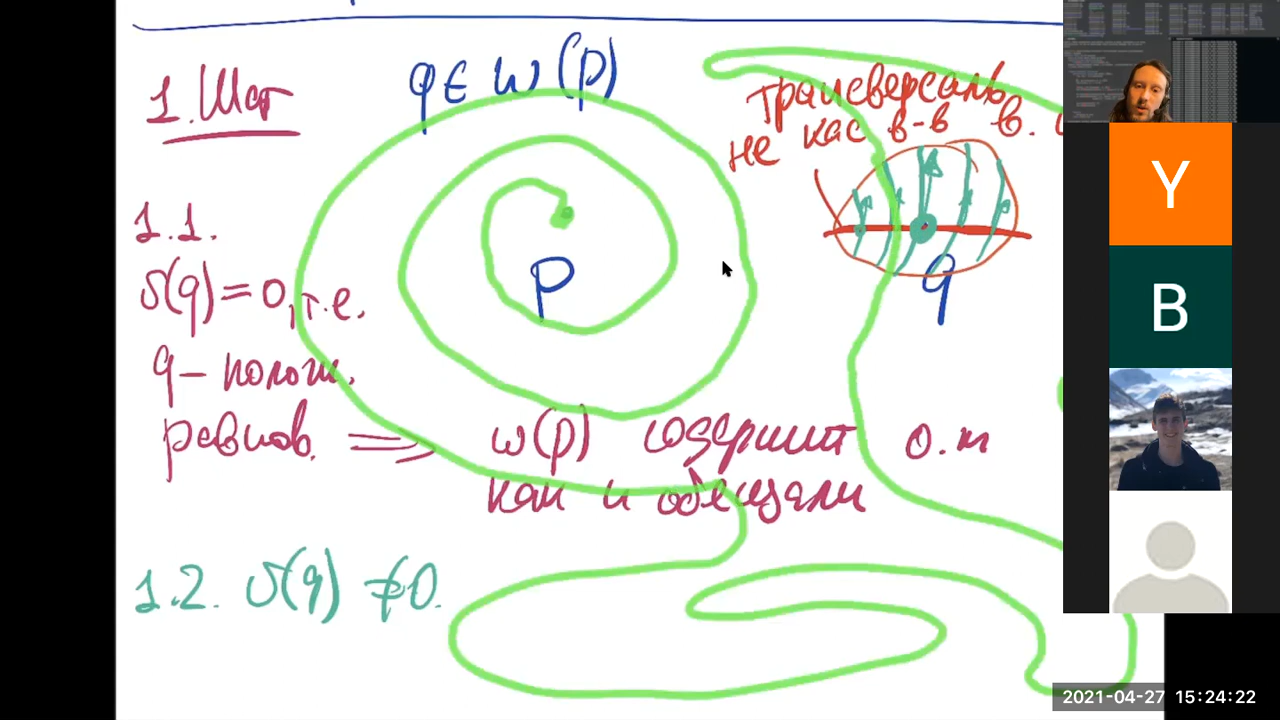 1. Шаг
q ∈ ω(p)
трансверсаль
не кас в-в в.
1.1.
v(q) = 0, т.е.
q – полож.
равнов. ⇒ ω(p) содержит о.т
как и обещали
p
q
1.2. v(q) ≠ 0.
Y
B
2021-04-27 15:24:22